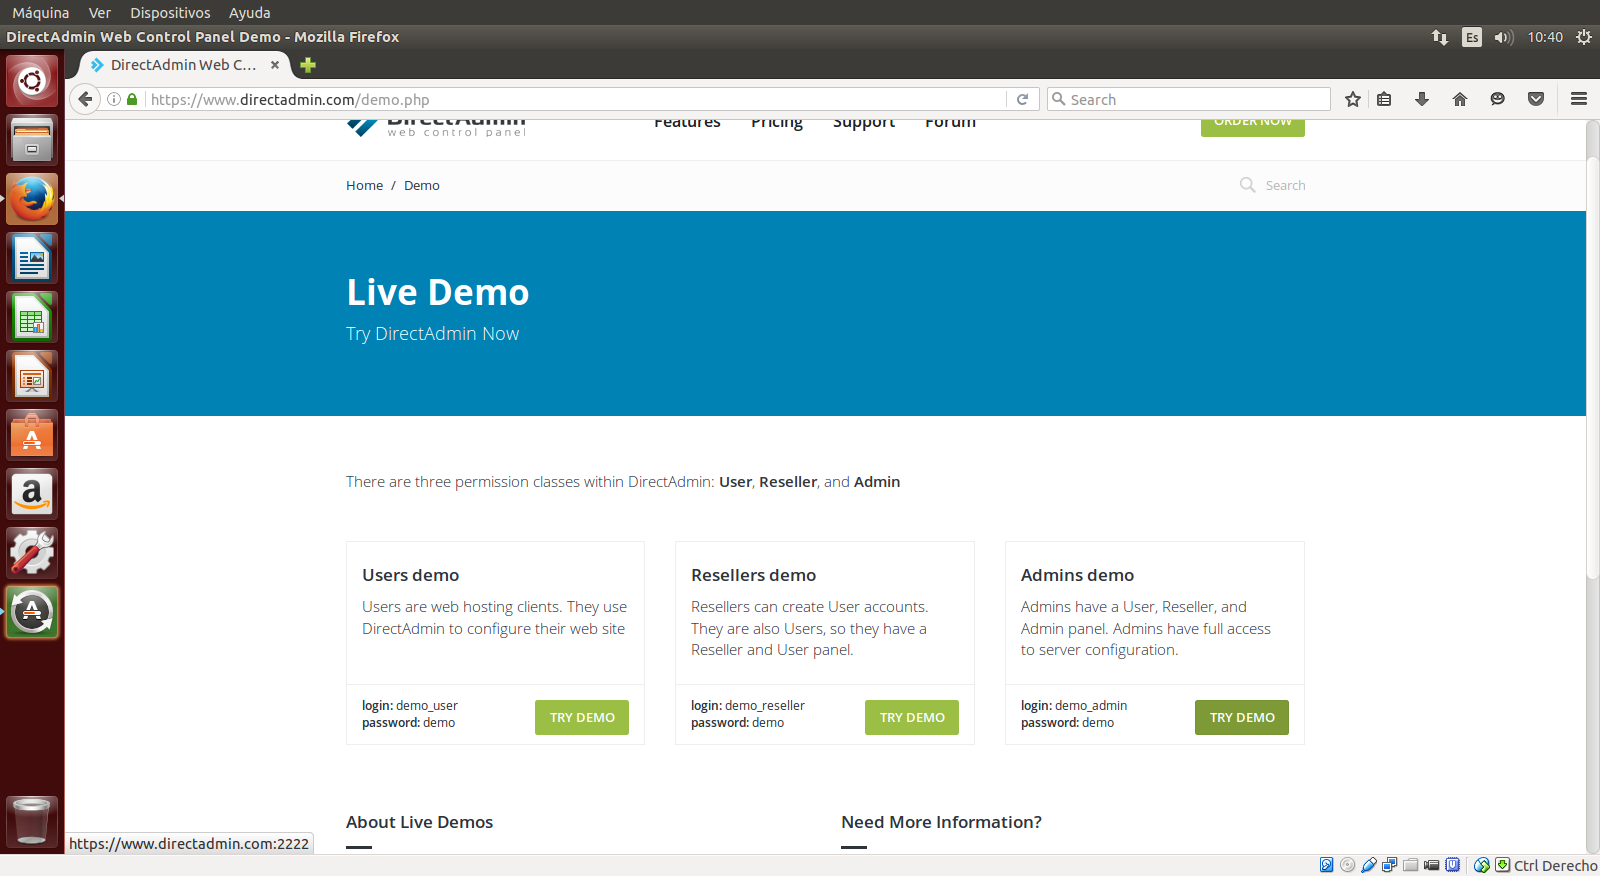 Máquina Ver Dispositivos Ayuda
DirectAdmin Web Control Panel Demo - Mozilla Firefox
Es 10:40
DirectAdmin Web C...
https://www.directadmin.com/demo.php
Search
DirectAdmin
web control panel
Features Pricing Support Forum
ORDER NOW
Home / Demo
Search
Live Demo
Try DirectAdmin Now
There are three permission classes within DirectAdmin: User, Reseller, and Admin
Users demo
Users are web hosting clients. They use
DirectAdmin to configure their web site
login: demo_user
password: demo
TRY DEMO
Resellers demo
Resellers can create User accounts.
They are also Users, so they have a
Reseller and User panel.
login: demo_reseller
password: demo
TRY DEMO
Admins demo
Admins have a User, Reseller, and
Admin panel. Admins have full access
to server configuration.
login: demo_admin
password: demo
TRY DEMO
About Live Demos
Need More Information?
https://www.directadmin.com:2222
Ctrl Derecho